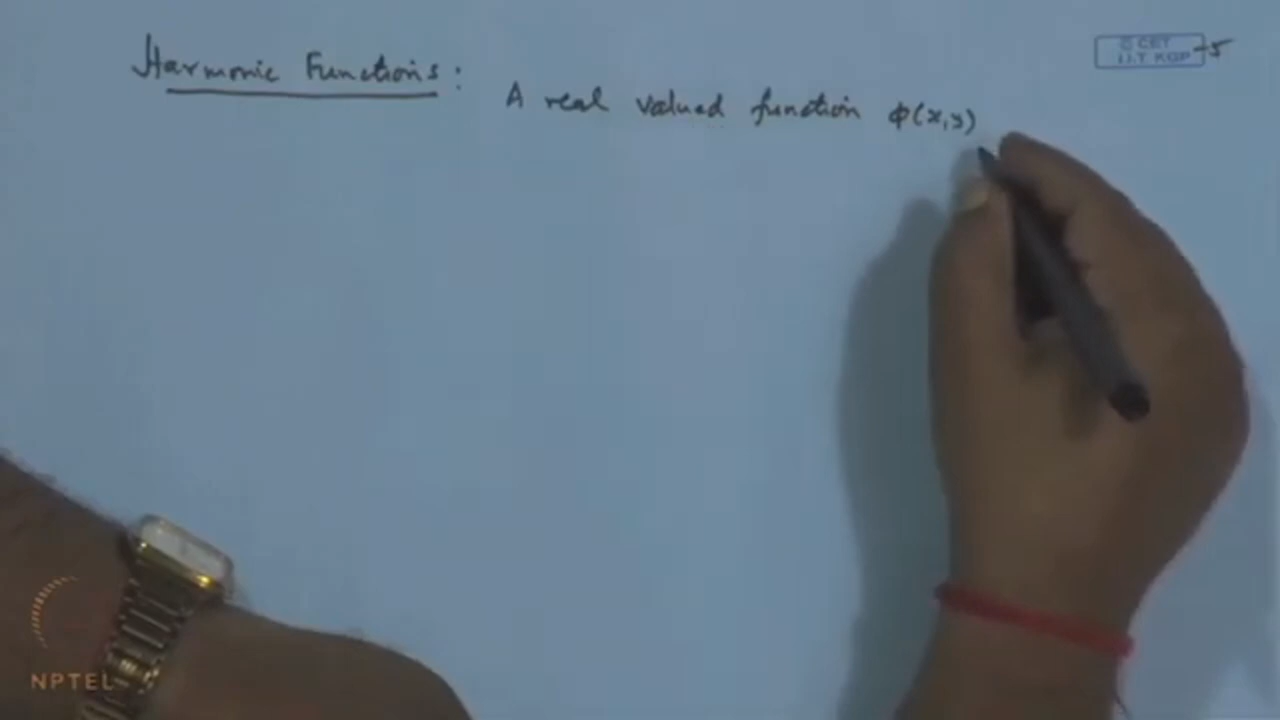 Harmonic Functions :
A real valued function φ(x,y)
© CET
I.I.T KGP
-5
NPTEL